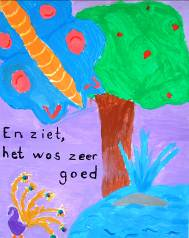 En ziet,
het was zeer
goed